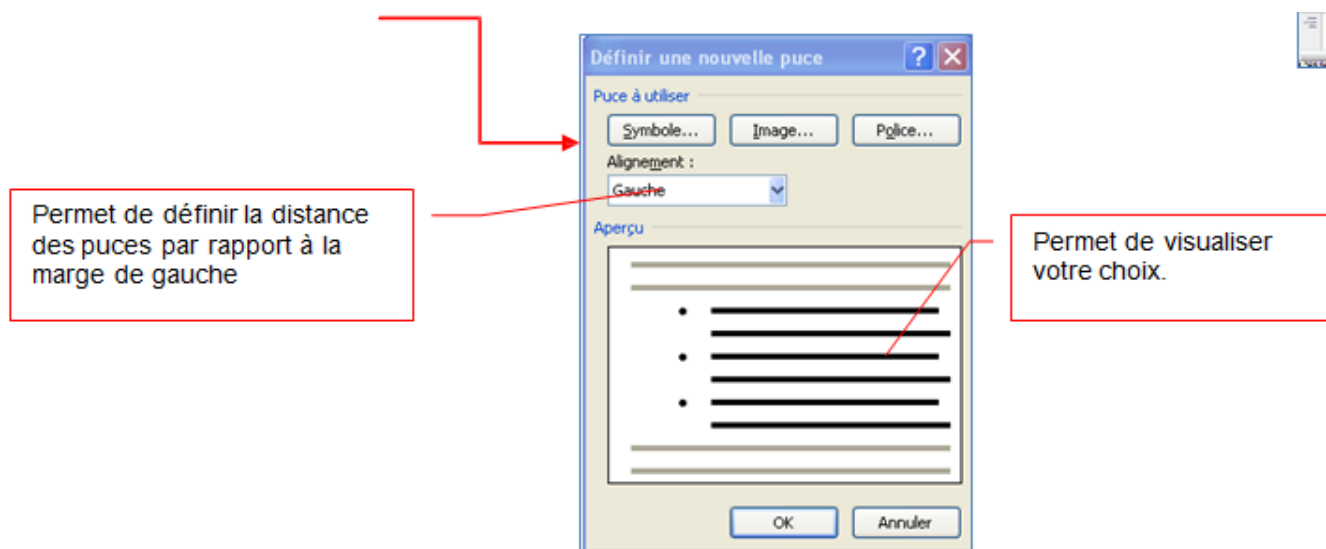 Définir une nouvelle puce
Puce à utiliser
Symbole...
Image...
Police...
Alignement :
Gauche
Permet de définir la distance
des puces par rapport à la
marge de gauche
Aperçu
Permet de visualiser
votre choix.
OK
Annuler